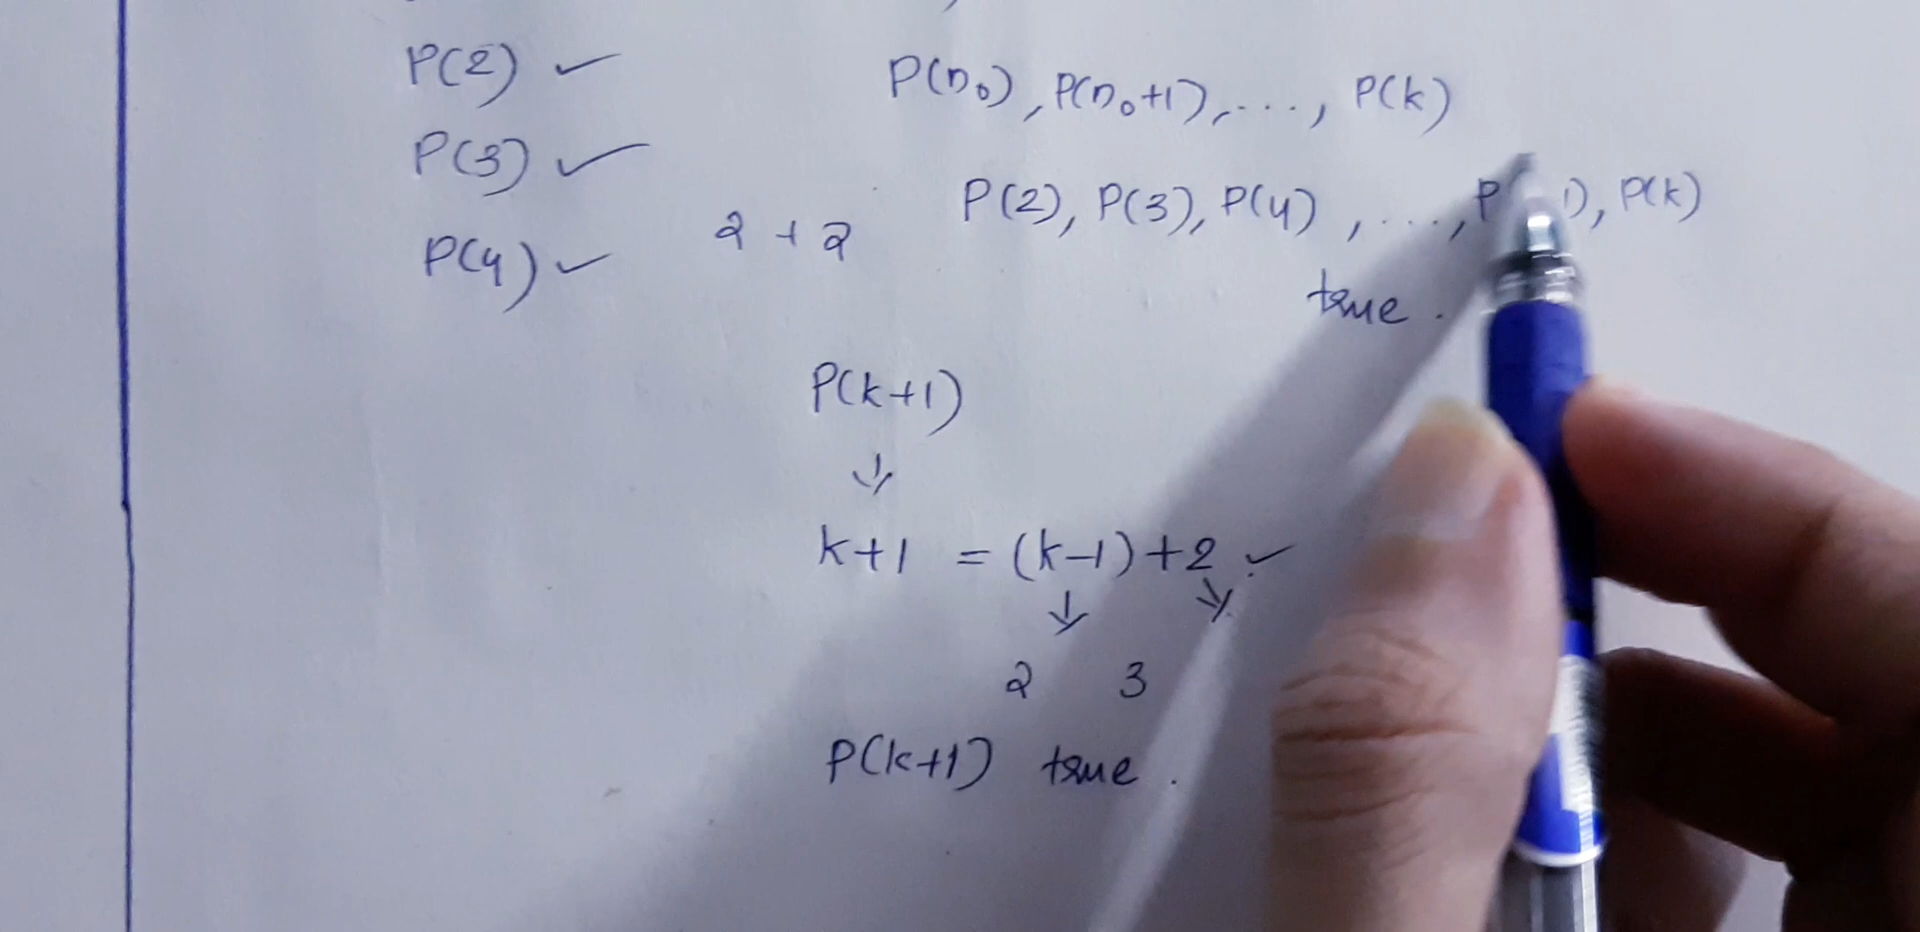 P(2) ✓
P(n₀), P(n₀+1), ..., P(k)
P(3) ✓
P(2), P(3), P(4), ..., P( 1), P(k)
2 + 2
P(4) ✓
true.
P(k+1)
↓
k+1 = (k-1)+2 ✓
↓ ↘
2 3
P(k+1) true.